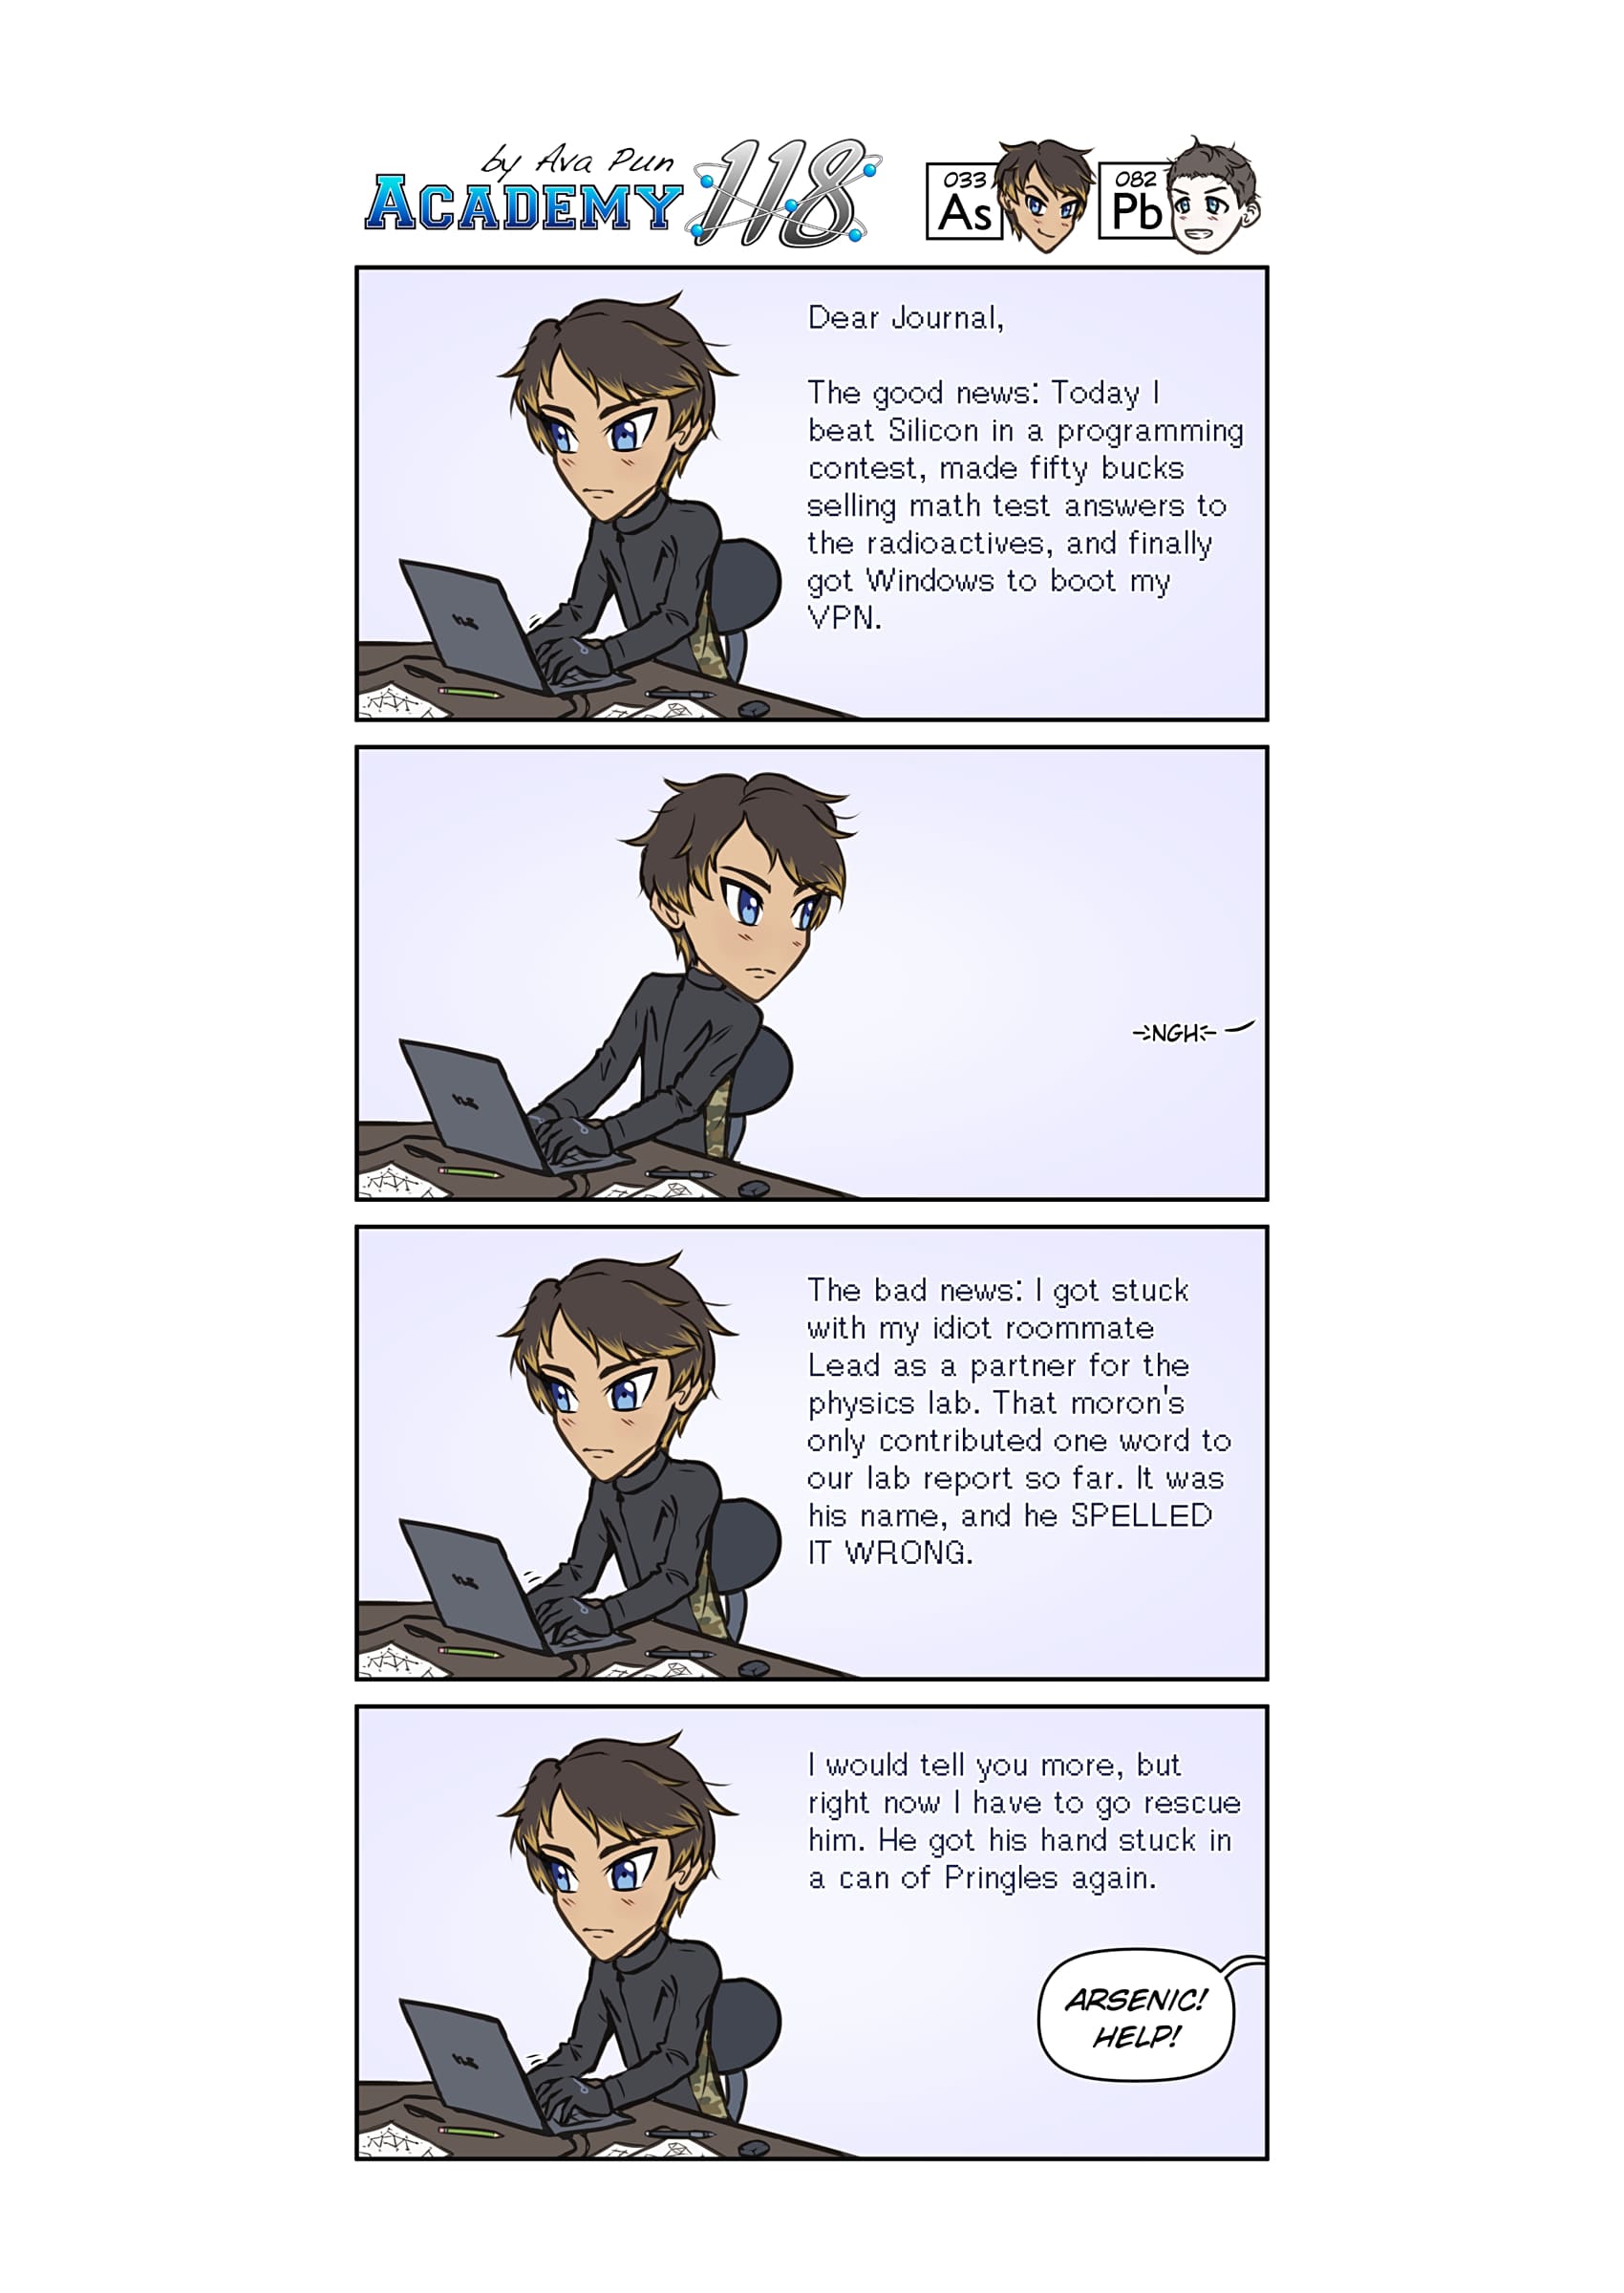 by Ava Pun
ACADEMY 118
033
As
082
Pb
Dear Journal,
The good news: Today I
beat Silicon in a programming
contest, made fifty bucks
selling math test answers to
the radioactives, and finally
got Windows to boot my
VPN.
NGH
The bad news: I got stuck
with my idiot roommate
Lead as a partner for the
physics lab. That moron's
only contributed one word to
our lab report so far. It was
his name, and he SPELLED
IT WRONG.
I would tell you more, but
right now I have to go rescue
him. He got his hand stuck in
a can of Pringles again.
ARSENIC!
HELP!